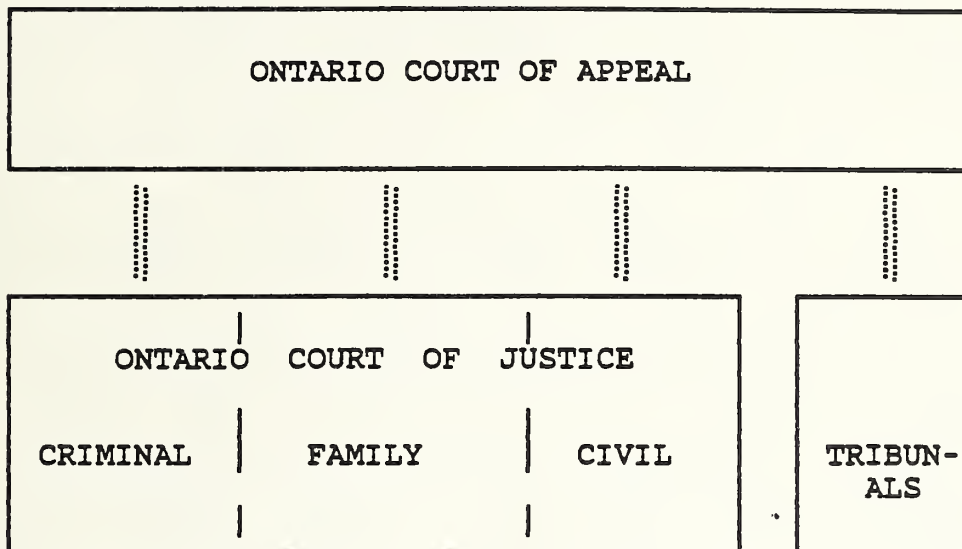 ONTARIO COURT OF APPEAL
ONTARIO COURT OF JUSTICE
CRIMINAL FAMILY CIVIL TRIBUN-
ALS